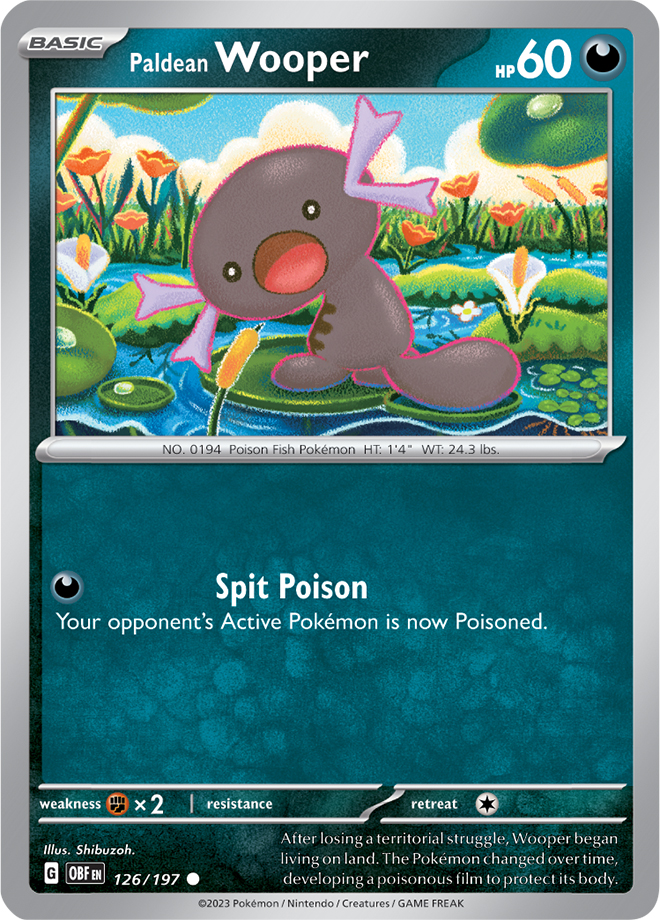 BASIC
Paldean Wooper
HP 60
NO. 0194 Poison Fish Pokémon HT: 1'4" WT: 24.3 lbs.
Spit Poison
Your opponent's Active Pokémon is now Poisoned.
weakness ×2 resistance retreat
Illus. Shibuzoh.
After losing a territorial struggle, Wooper began
living on land. The Pokémon changed over time,
developing a poisonous film to protect its body.
G OBF EN 126/197
©2023 Pokémon / Nintendo / Creatures / GAME FREAK